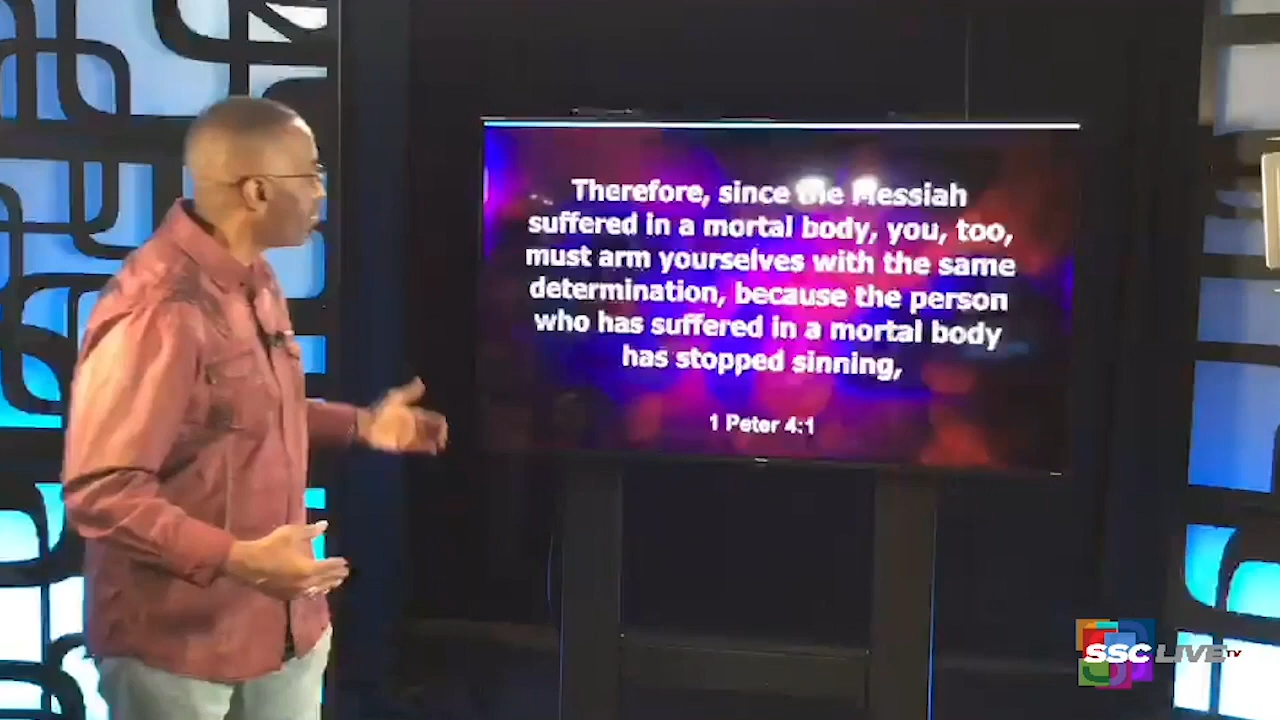 Therefore, since the Messiah
suffered in a mortal body, you, too,
must arm yourselves with the same
determination, because the person
who has suffered in a mortal body
has stopped sinning,
1 Peter 4:1
SSC LIVE TV